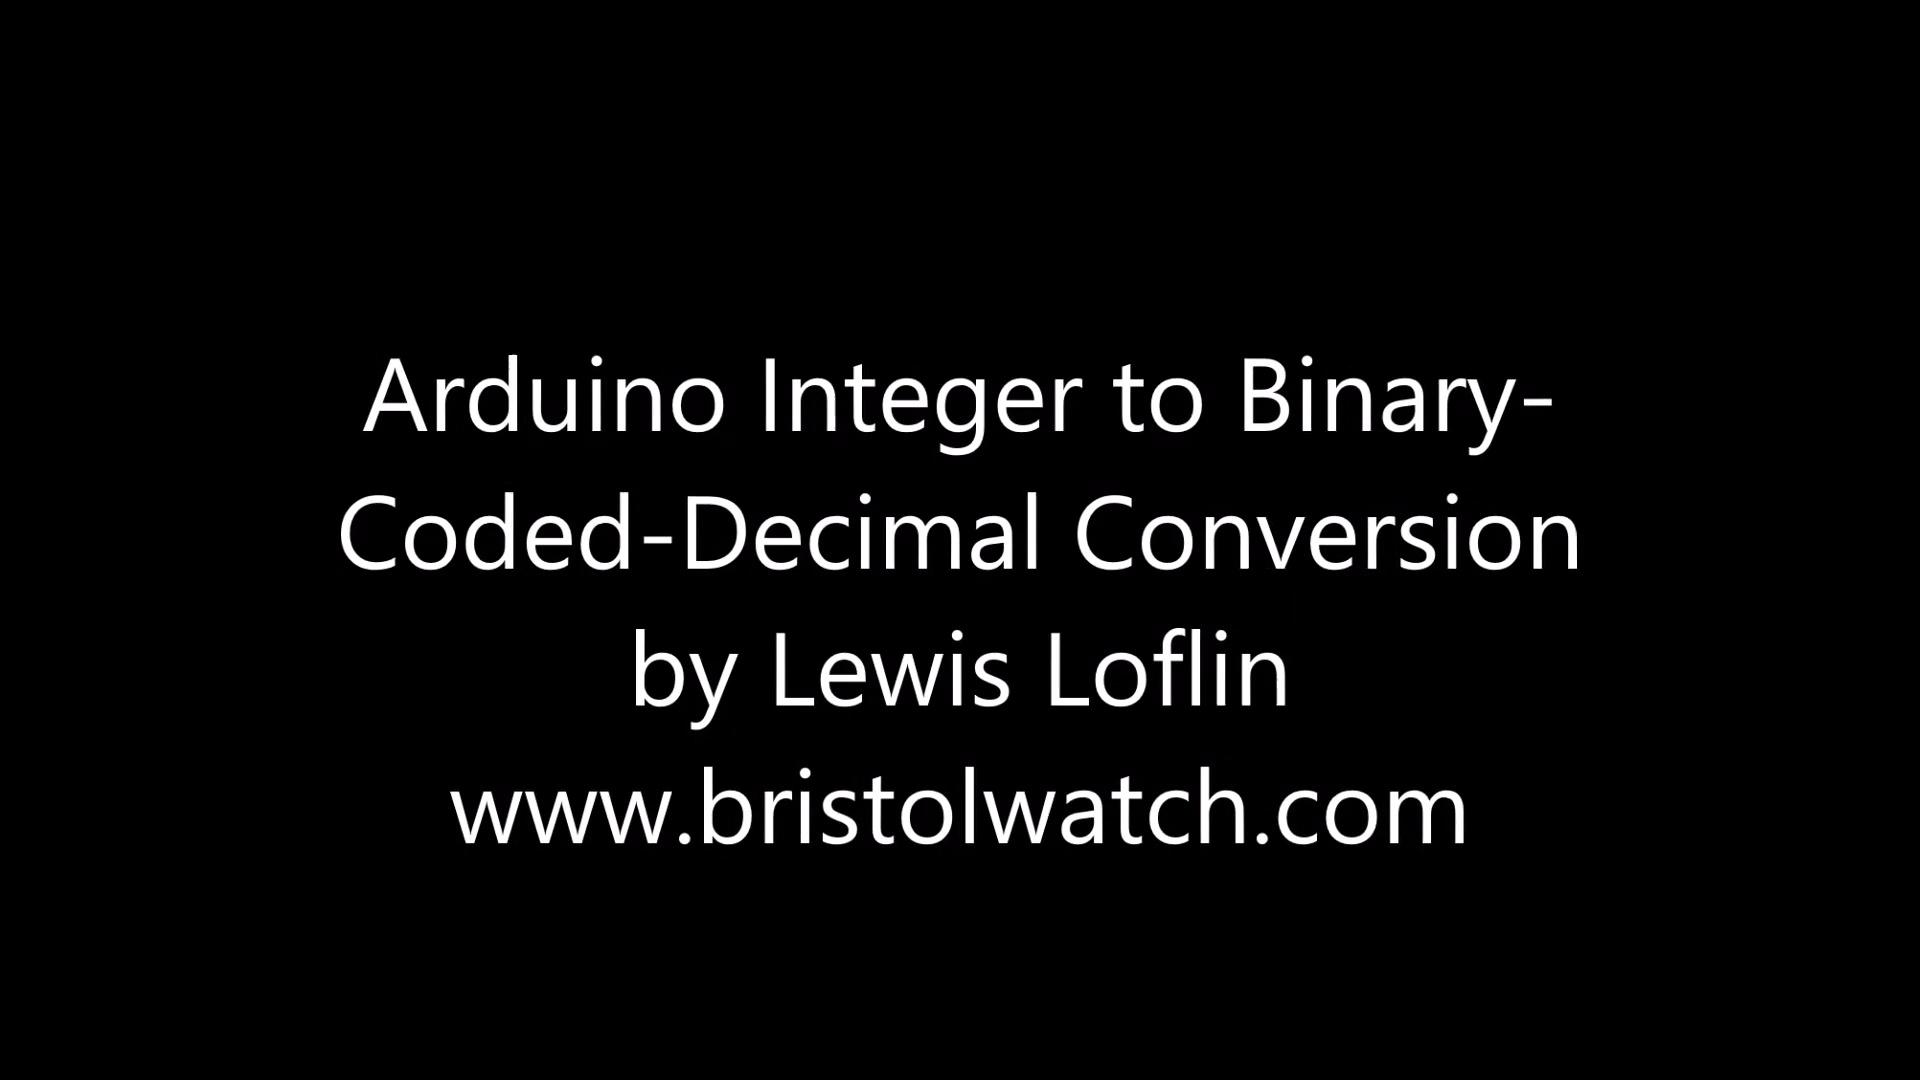 Arduino Integer to Binary-
Coded-Decimal Conversion
by Lewis Loflin
www.bristolwatch.com